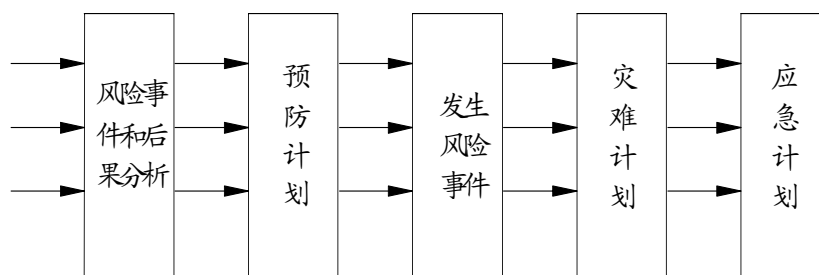 风险事
件和后
果分析
预
防
计
划
发生
风险
事件
灾
难
计
划
应
急
计
划